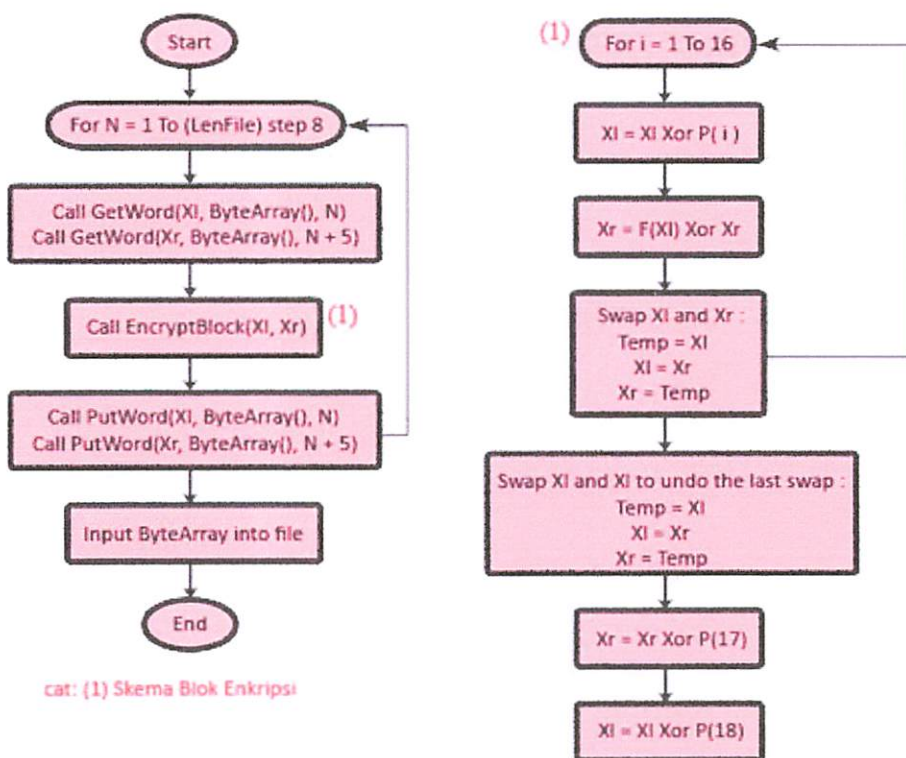 Start
For N = 1 To (LenFile) step 8
Call GetWord(Xl, ByteArray(), N)
Call GetWord(Xr, ByteArray(), N + 5)
Call EncryptBlock(Xl, Xr)
(1)
Call PutWord(Xl, ByteArray(), N)
Call PutWord(Xr, ByteArray(), N + 5)
Input ByteArray into file
End
cat: (1) Skema Blok Enkripsi
(1)
For i = 1 To 16
Xl = Xl Xor P( i )
Xr = F(Xl) Xor Xr
Swap Xl and Xr :
Temp = Xl
Xl = Xr
Xr = Temp
Swap Xl and Xl to undo the last swap :
Temp = Xl
Xl = Xr
Xr = Temp
Xr = Xr Xor P(17)
Xl = Xl Xor P(18)